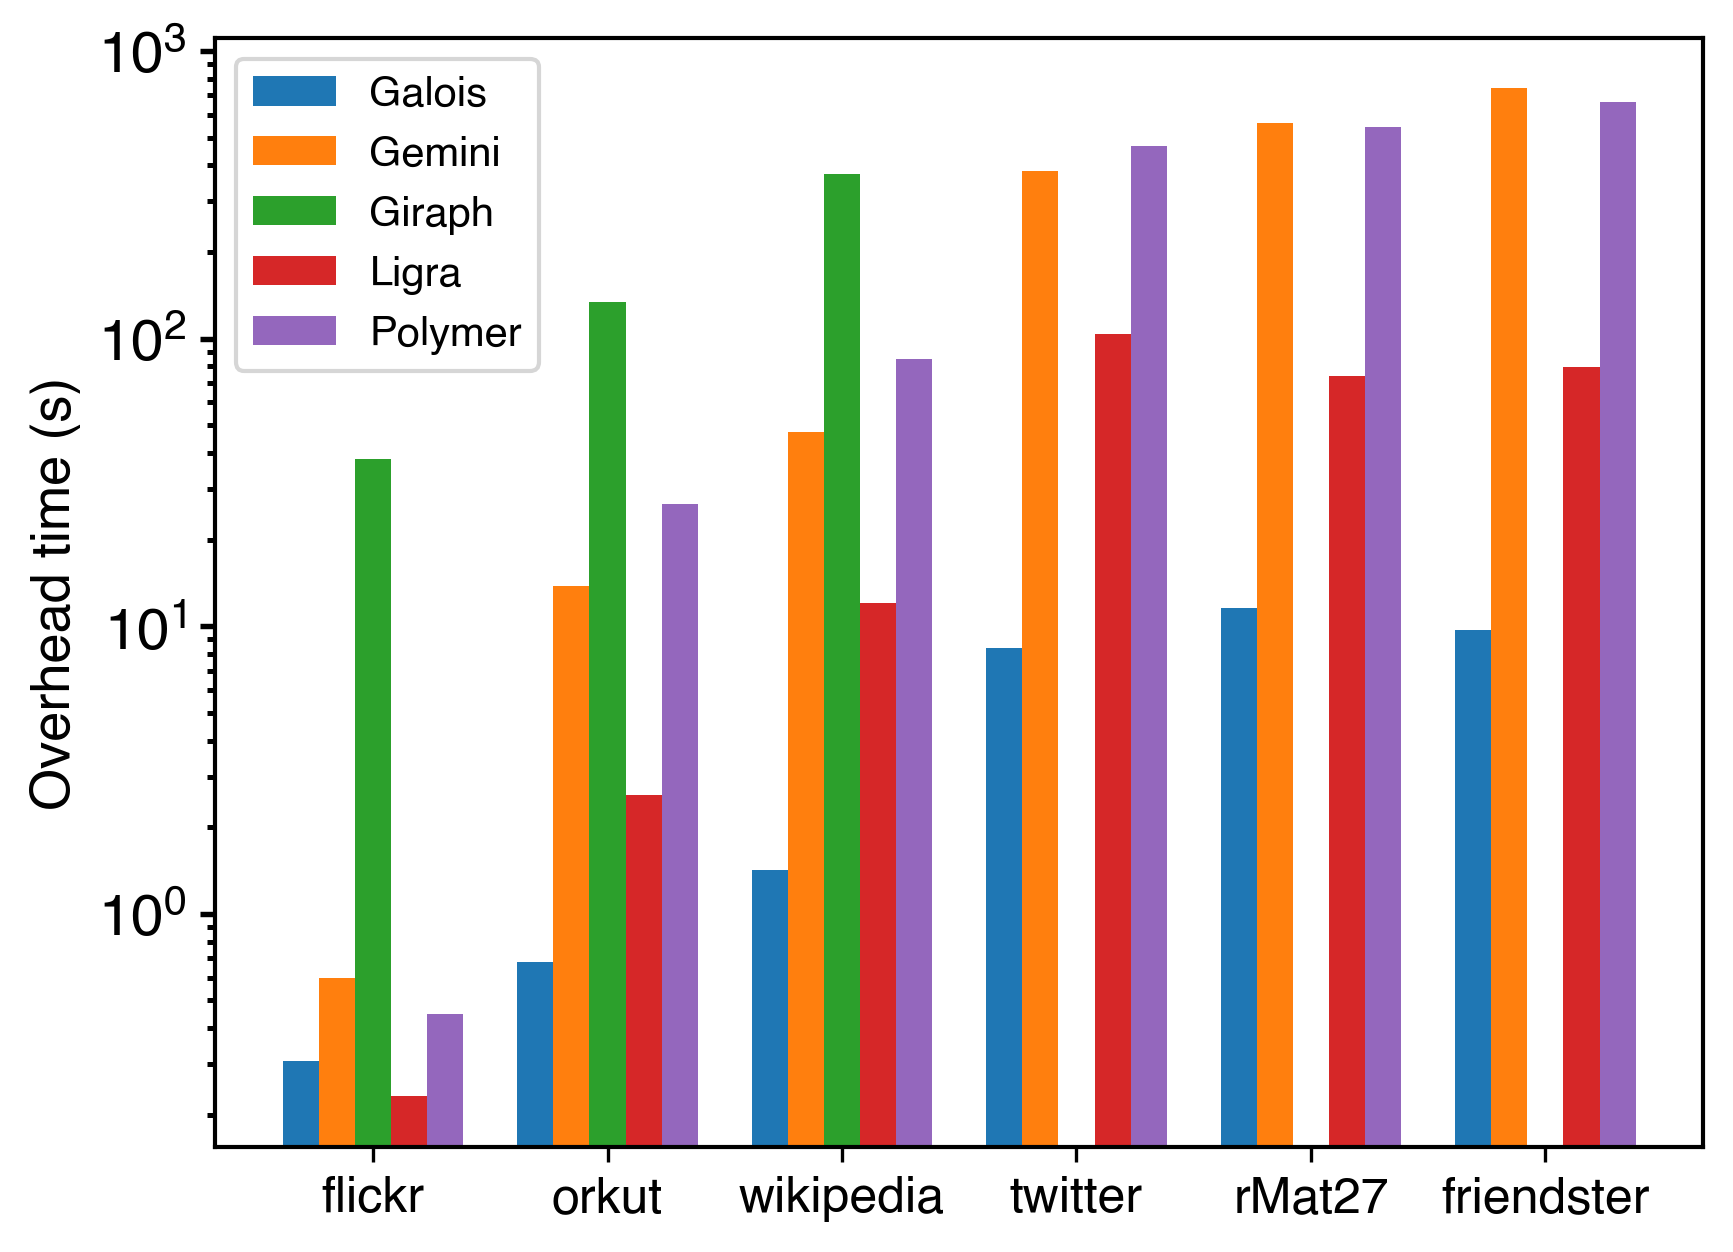 Overhead time (s)
10³
10²
10¹
10⁰
Galois
Gemini
Giraph
Ligra
Polymer
flickr orkut wikipedia twitter rMat27 friendster